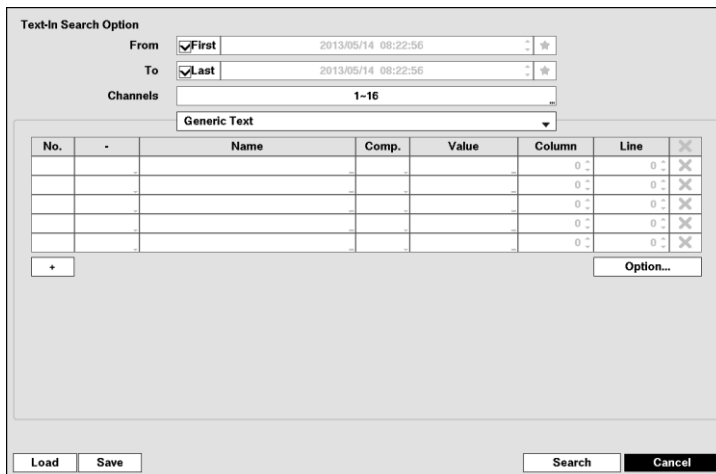 Text-In Search Option
From First 2013/05/14 08:22:56
To Last 2013/05/14 08:22:56
Channels 1~16 ...
Generic Text
No. - Name Comp. Value Column Line
0 0
0 0
0 0
0 0
0 0
+ Option...
Load Save Search Cancel